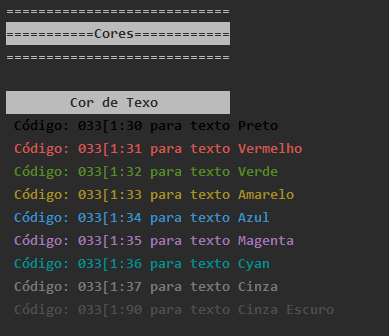 ============================
===========Cores============
============================
Cor de Texo
Código: 033[1:30 para texto Preto
Código: 033[1:31 para texto Vermelho
Código: 033[1:32 para texto Verde
Código: 033[1:33 para texto Amarelo
Código: 033[1:34 para texto Azul
Código: 033[1:35 para texto Magenta
Código: 033[1:36 para texto Cyan
Código: 033[1:37 para texto Cinza
Código: 033[1:90 para texto Cinza Escuro